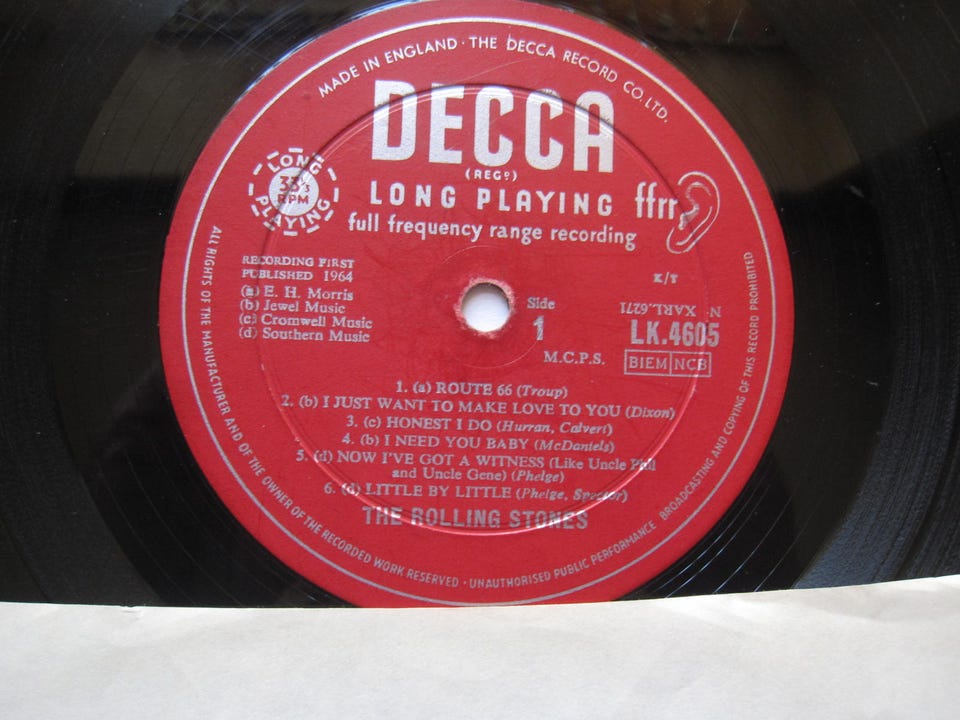 MADE IN ENGLAND · THE DECCA RECORD CO. LTD.
DECCA
(REGD)
LONG PLAYING
33 1/3
RPM
LONG PLAYING ffrr
full frequency range recording
RECORDING FIRST
PUBLISHED 1964
(a) E. H. Morris
(b) Jewel Music
(c) Cromwell Music
(d) Southern Music
Side
1
M.C.P.S.
K/T
XARL.6271
N
LK.4605
BIEM NCB
1. (a) ROUTE 66 (Troup)
2. (b) I JUST WANT TO MAKE LOVE TO YOU (Dixon)
3. (c) HONEST I DO (Hurran, Calvert)
4. (b) I NEED YOU BABY (McDaniels)
5. (d) NOW I'VE GOT A WITNESS (Like Uncle Phil
and Uncle Gene) (Phelge)
6. (d) LITTLE BY LITTLE (Phelge, Spector)
THE ROLLING STONES
ALL RIGHTS OF THE MANUFACTURER AND OF THE OWNER OF THE RECORDED WORK RESERVED · UNAUTHORISED PUBLIC PERFORMANCE BROADCASTING AND COPYING OF THIS RECORD PROHIBITED